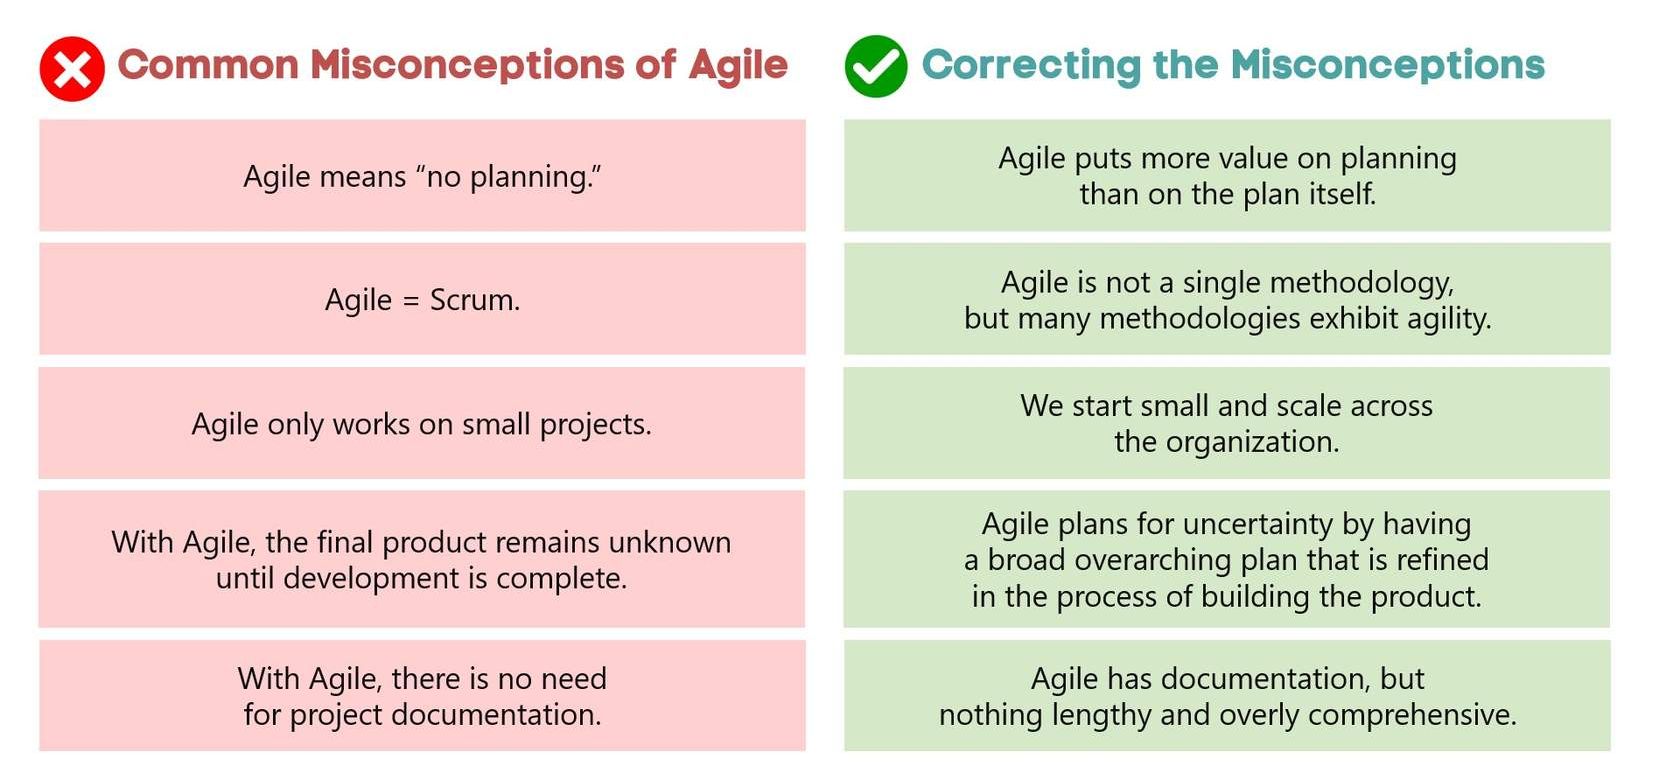 Common Misconceptions of Agile
Correcting the Misconceptions
Agile means “no planning.”
Agile puts more value on planning
than on the plan itself.
Agile = Scrum.
Agile is not a single methodology,
but many methodologies exhibit agility.
Agile only works on small projects.
We start small and scale across
the organization.
With Agile, the final product remains unknown
until development is complete.
Agile plans for uncertainty by having
a broad overarching plan that is refined
in the process of building the product.
With Agile, there is no need
for project documentation.
Agile has documentation, but
nothing lengthy and overly comprehensive.